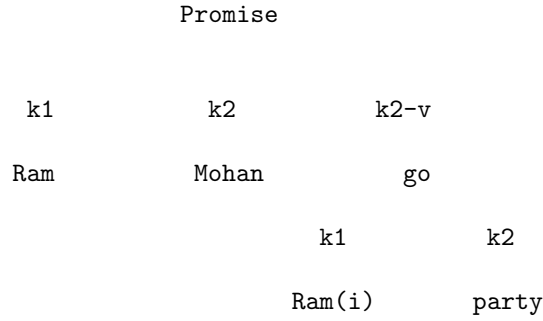 Promise
k1 k2 k2-v
Ram Mohan go
k1 k2
Ram(i) party